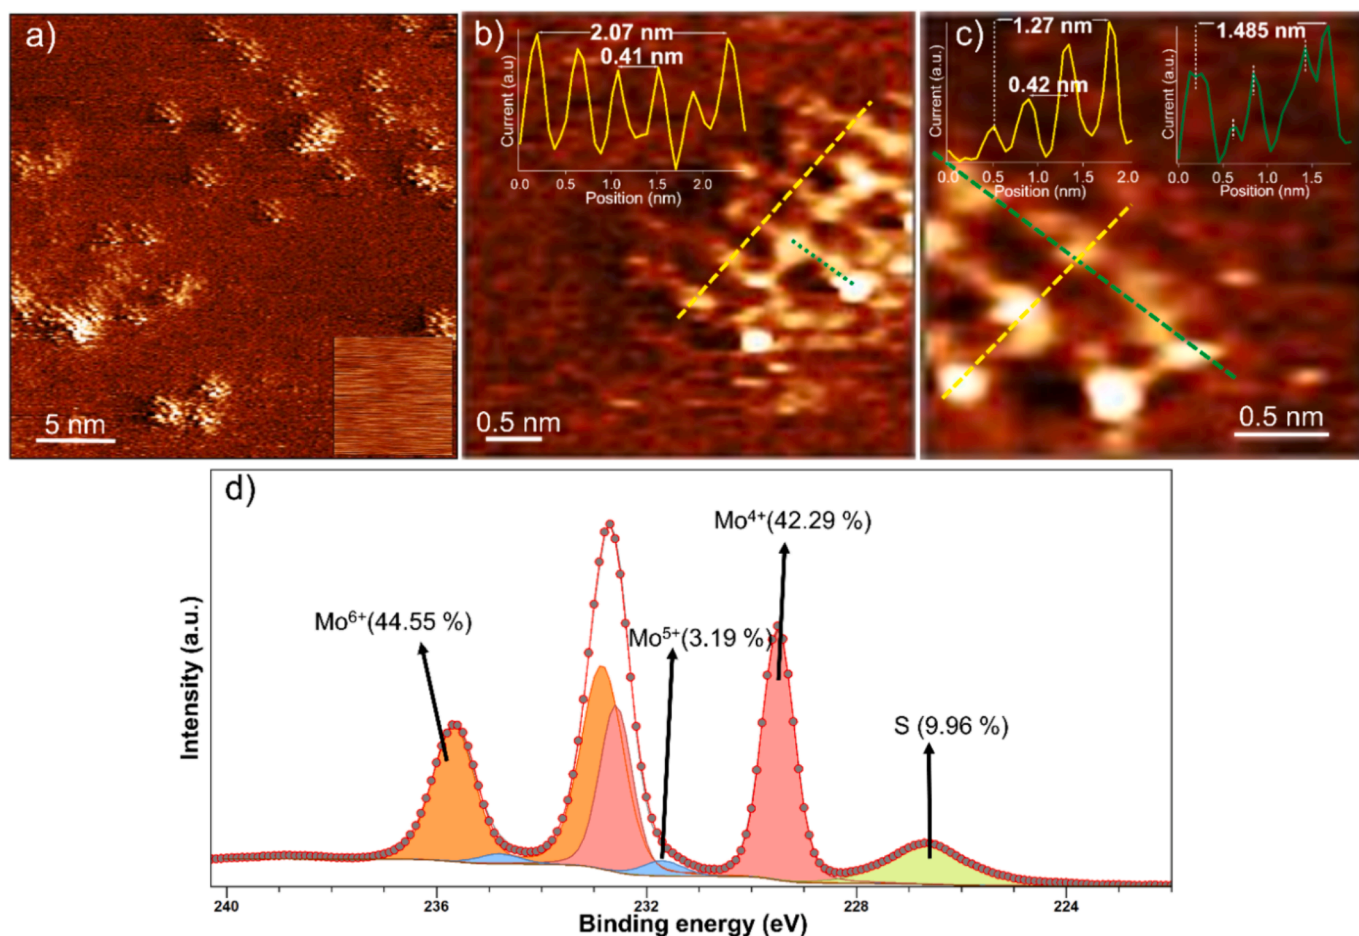 a)
5 nm
b)
2.07 nm
0.41 nm
Current (a.u.)
0.0 0.5 1.0 1.5 2.0
Position (nm)
0.5 nm
c)
1.27 nm
0.42 nm
Current (a.u.)
0.0 0.5 1.0 1.5 2.0
Position (nm)
1.485 nm
Current (a.u.)
0.0 0.5 1.0 1.5
Position (nm)
0.5 nm
d)
Mo⁴⁺(42.29 %)
Mo⁶⁺(44.55 %)
Mo⁵⁺(3.19 %)
S (9.96 %)
Intensity (a.u.)
240 236 232 228 224
Binding energy (eV)